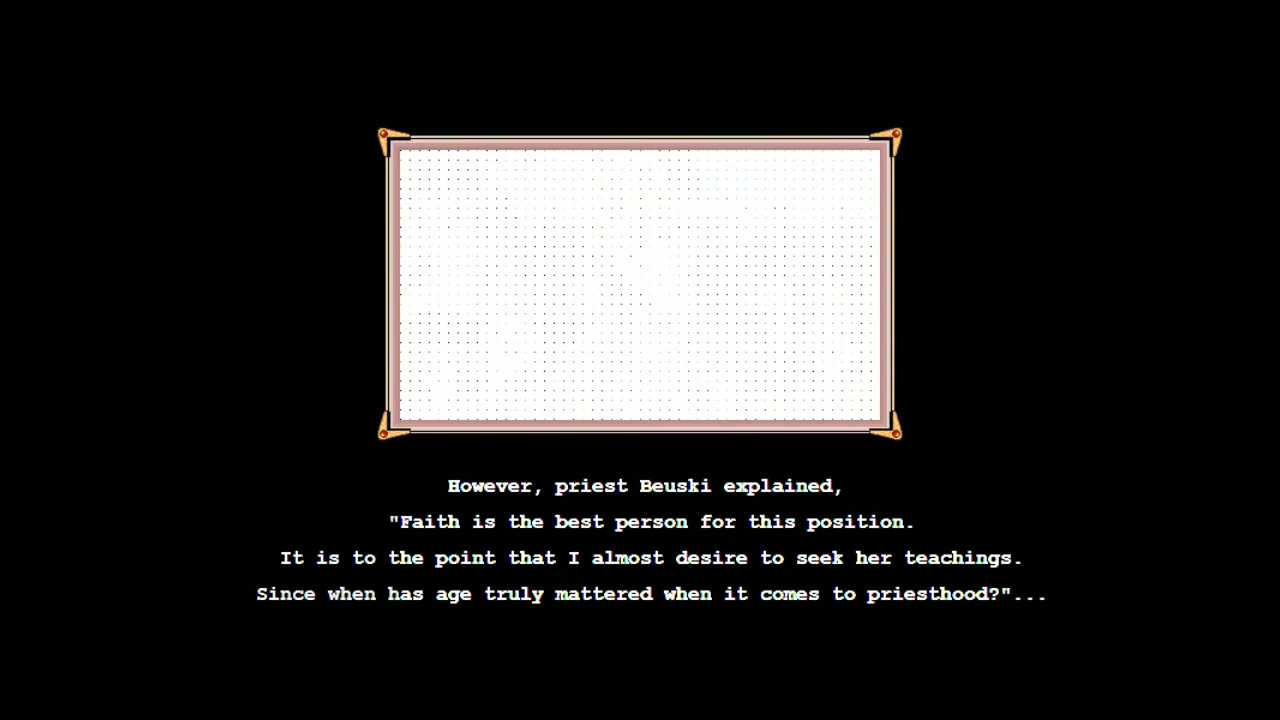 However, priest Beuski explained,
"Faith is the best person for this position.
It is to the point that I almost desire to seek her teachings.
Since when has age truly mattered when it comes to priesthood?"...